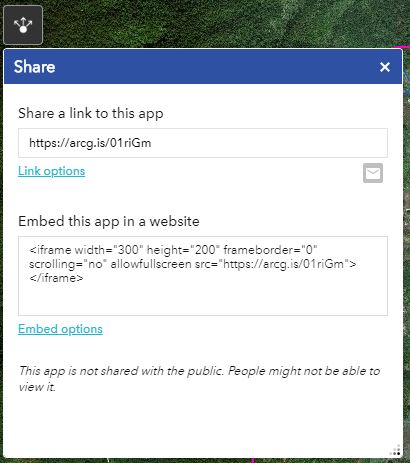 Share
Share a link to this app
https://arcg.is/01riGm
Link options
Embed this app in a website
<iframe width="300" height="200" frameborder="0"
scrolling="no" allowfullscreen src="https://arcg.is/01riGm">
</iframe>
Embed options
This app is not shared with the public. People might not be able to
view it.